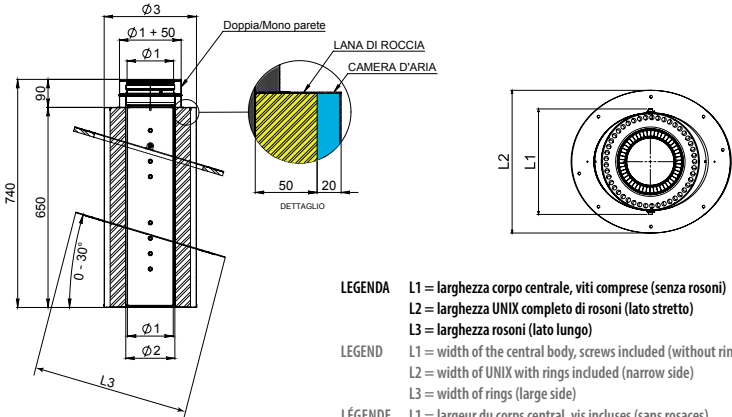 Ø3
Ø1 + 50
Ø1
Doppia/Mono parete
LANA DI ROCCIA
CAMERA D'ARIA
90
740
650
50
20
DETTAGLIO
0 - 30°
Ø1
Ø2
L3
L2
L1
LEGENDA L1 = larghezza corpo centrale, viti comprese (senza rosoni)
L2 = larghezza UNIX completo di rosoni (lato stretto)
L3 = larghezza rosoni (lato lungo)
LEGEND L1 = width of the central body, screws included (without rin
L2 = width of UNIX with rings included (narrow side)
L3 = width of rings (large side)
LÉGENDE L1 = largeur du corps central, vis incluses (sans rosaces)